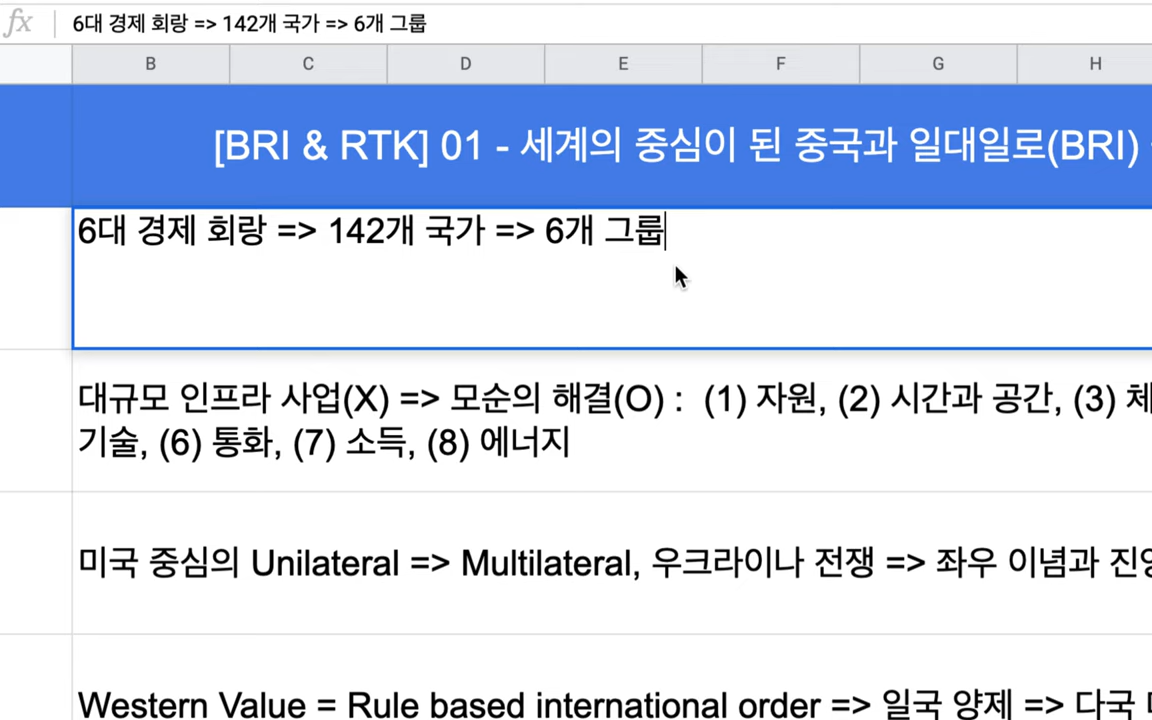 fx 6대 경제 회랑 => 142개 국가 => 6개 그룹
B C D E F G H
[BRI & RTK] 01 - 세계의 중심이 된 중국과 일대일로(BRI)
6대 경제 회랑 => 142개 국가 => 6개 그룹
대규모 인프라 사업(X) => 모순의 해결(O) : (1) 자원, (2) 시간과 공간, (3) 체
기술, (6) 통화, (7) 소득, (8) 에너지
미국 중심의 Unilateral => Multilateral, 우크라이나 전쟁 => 좌우 이념과 진영
Western Value = Rule based international order => 일국 양제 => 다국